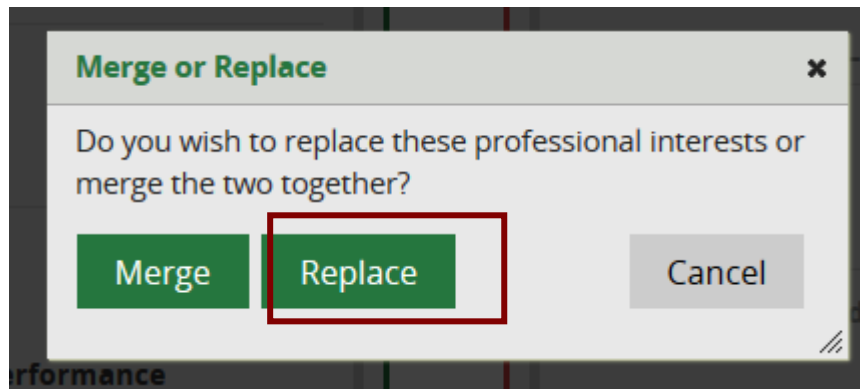 Merge or Replace
Do you wish to replace these professional interests or
merge the two together?
Merge Replace Cancel